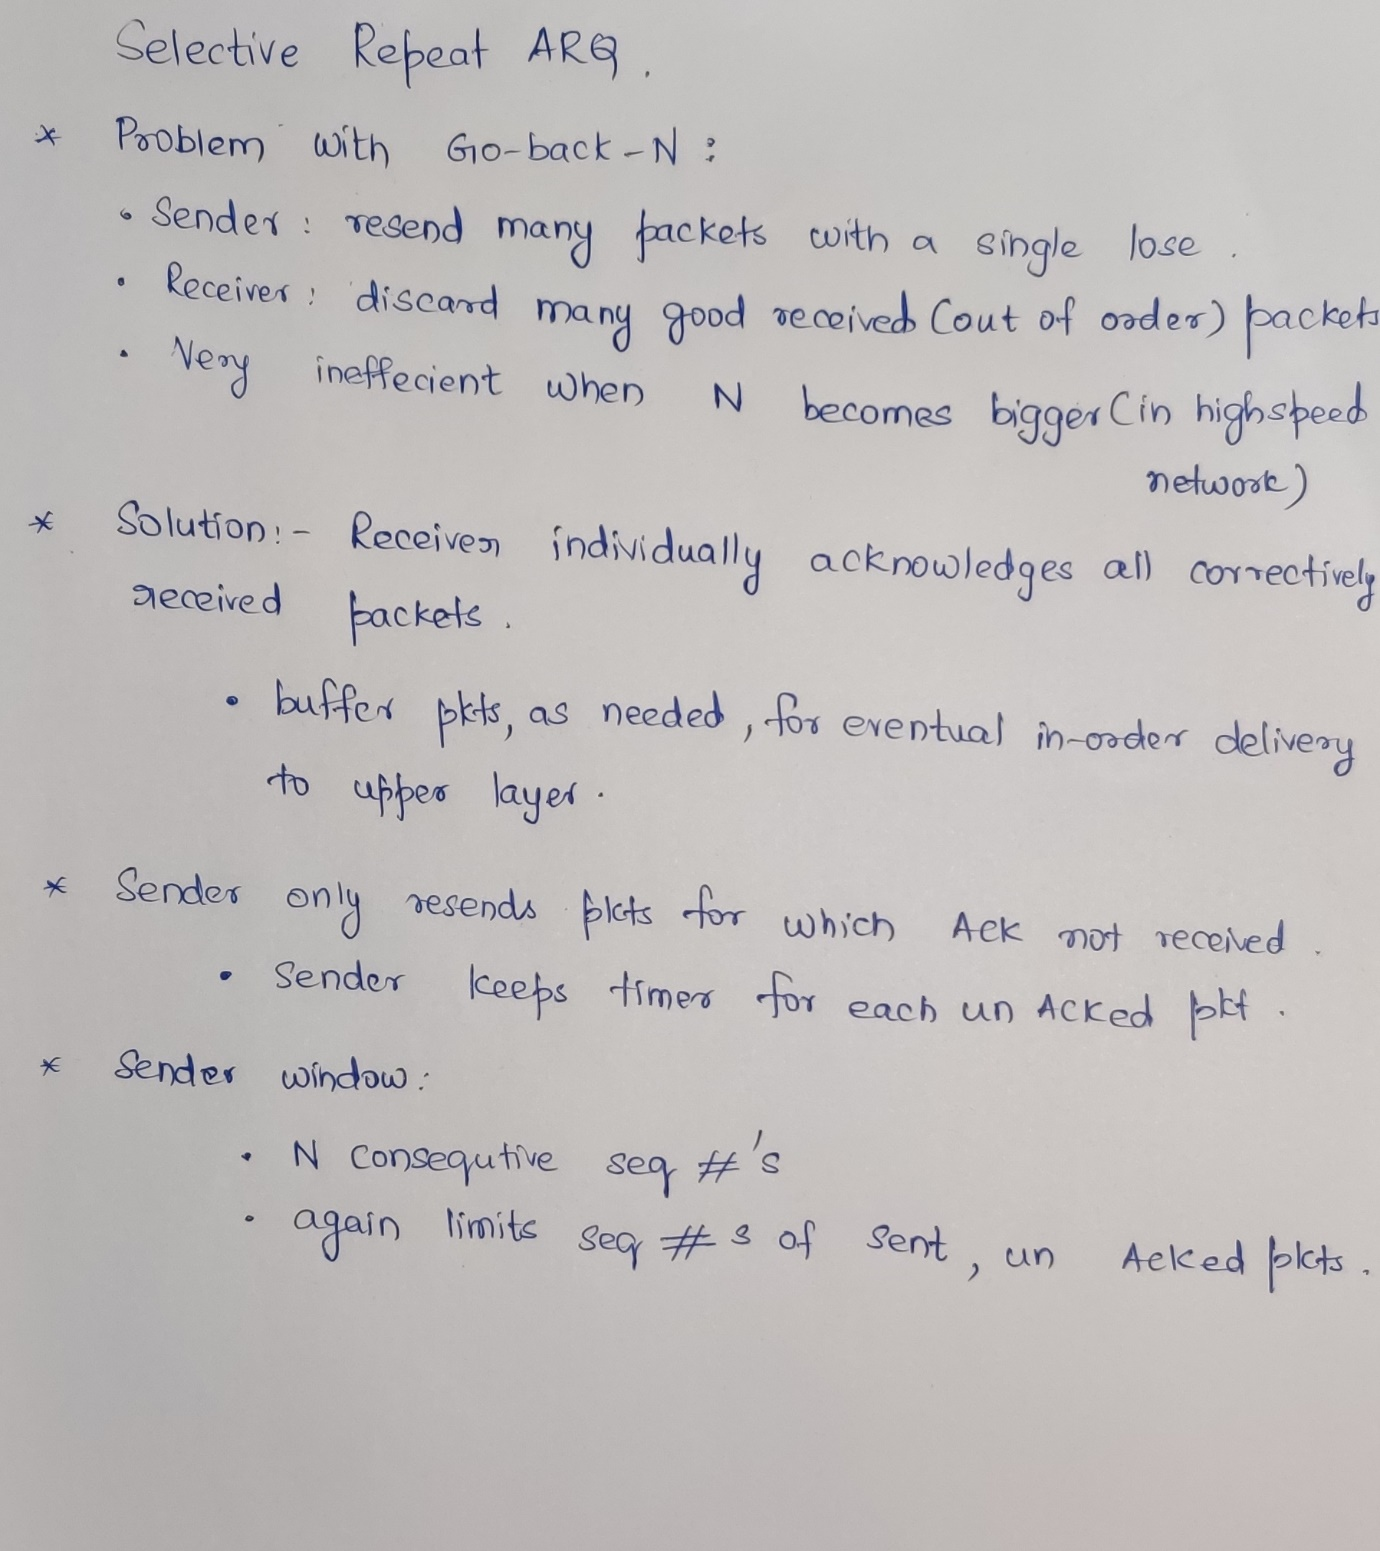 Selective Repeat ARQ.
* Problem with Go-back-N :
• Sender : resend many packets with a single lose .
• Receiver : discard many good received (out of order) packets
• Very ineffecient when N becomes bigger (in highspeed
network)
* Solution :- Receiver individually acknowledges all correctively
received packets .
• buffer pkts, as needed , for eventual in-order delivery
to upper layer .
* Sender only resends pkts for which Ack not received .
• Sender keeps timer for each un Acked pkt .
* Sender window :
• N consequtive seq #'s
• again limits seq # s of sent , un Acked pkts .